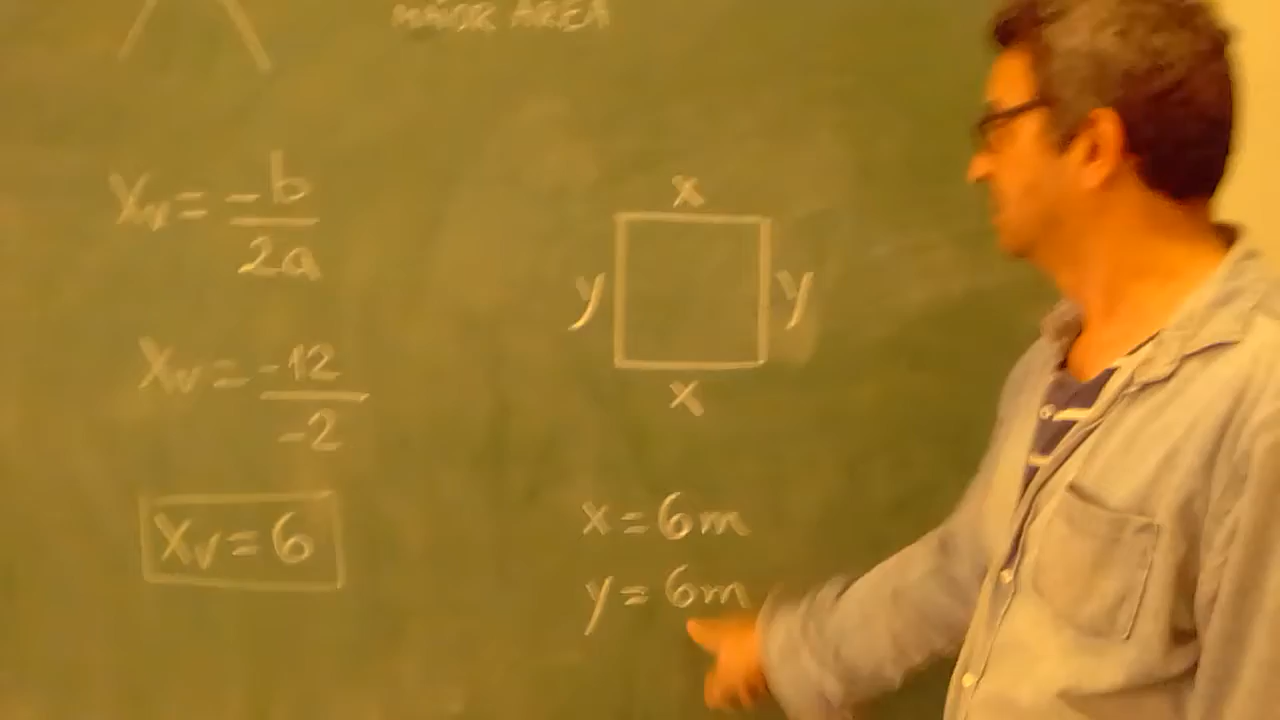 MAIOR ÁREA
Xv = -b / 2a
Xv = -12 / -2
Xv = 6
x
y y
x
x = 6m
y = 6m